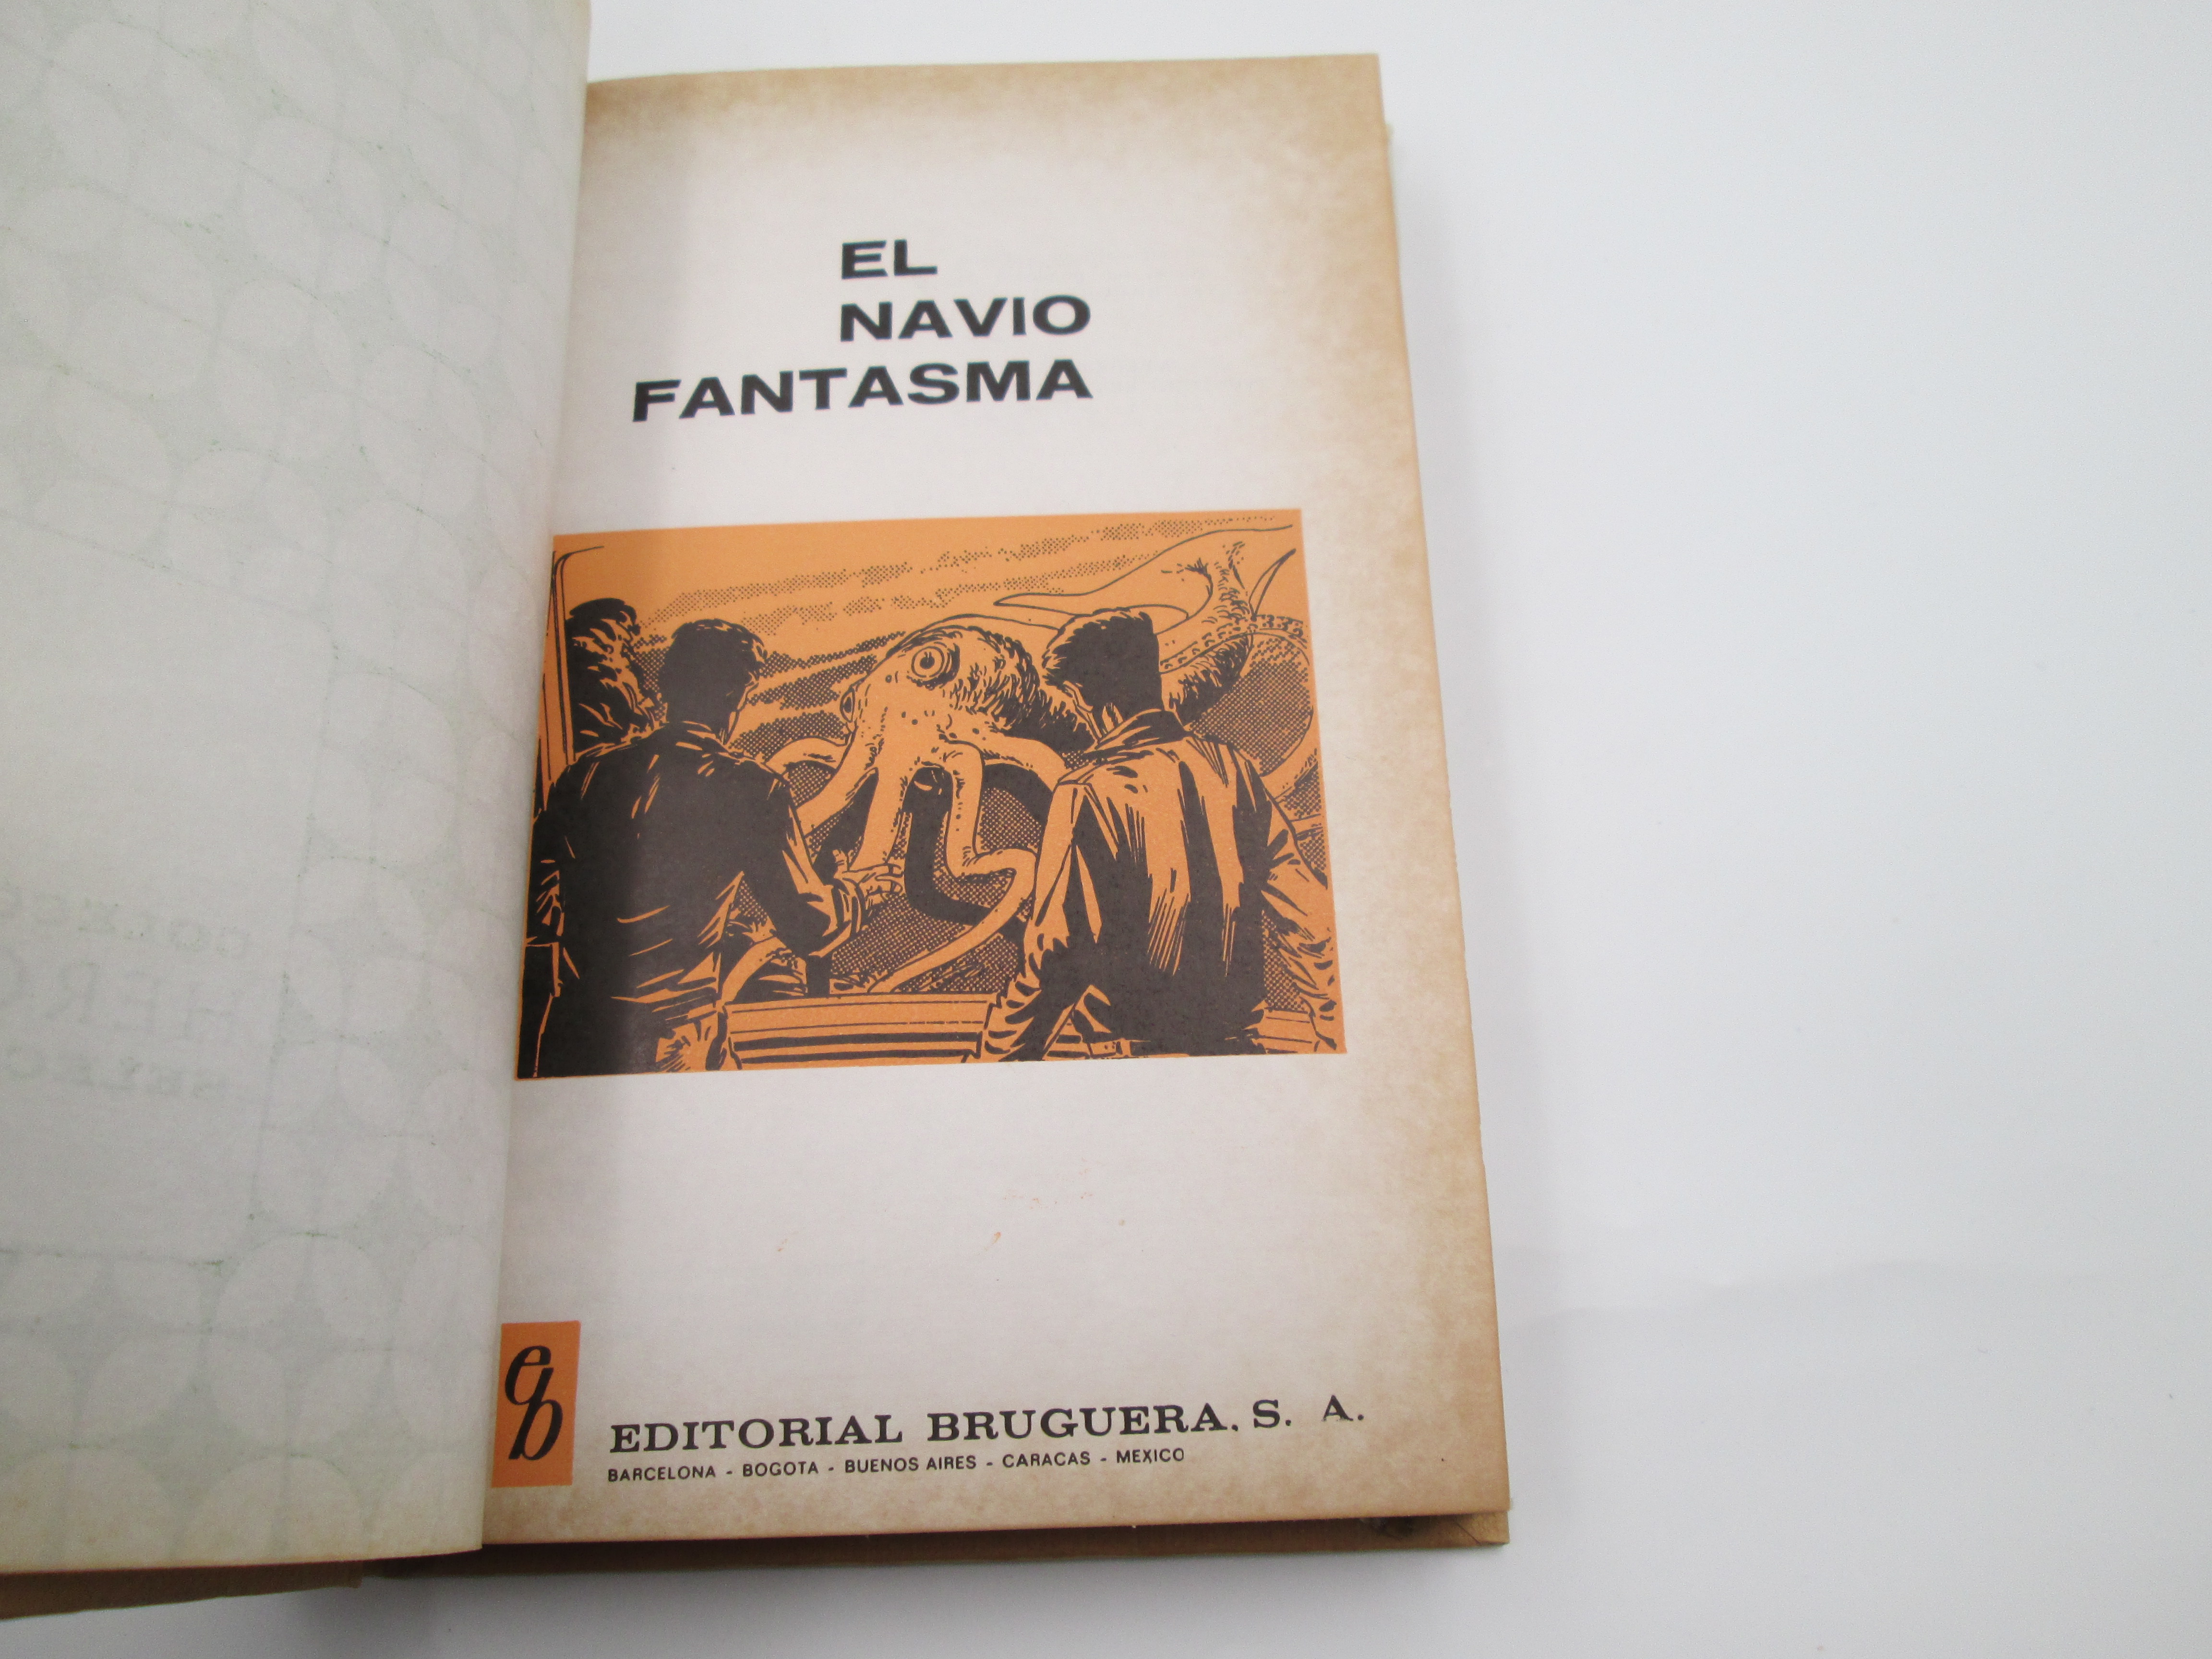 EL
NAVIO
FANTASMA
eb
EDITORIAL BRUGUERA, S. A.
BARCELONA - BOGOTA - BUENOS AIRES - CARACAS - MEXICO